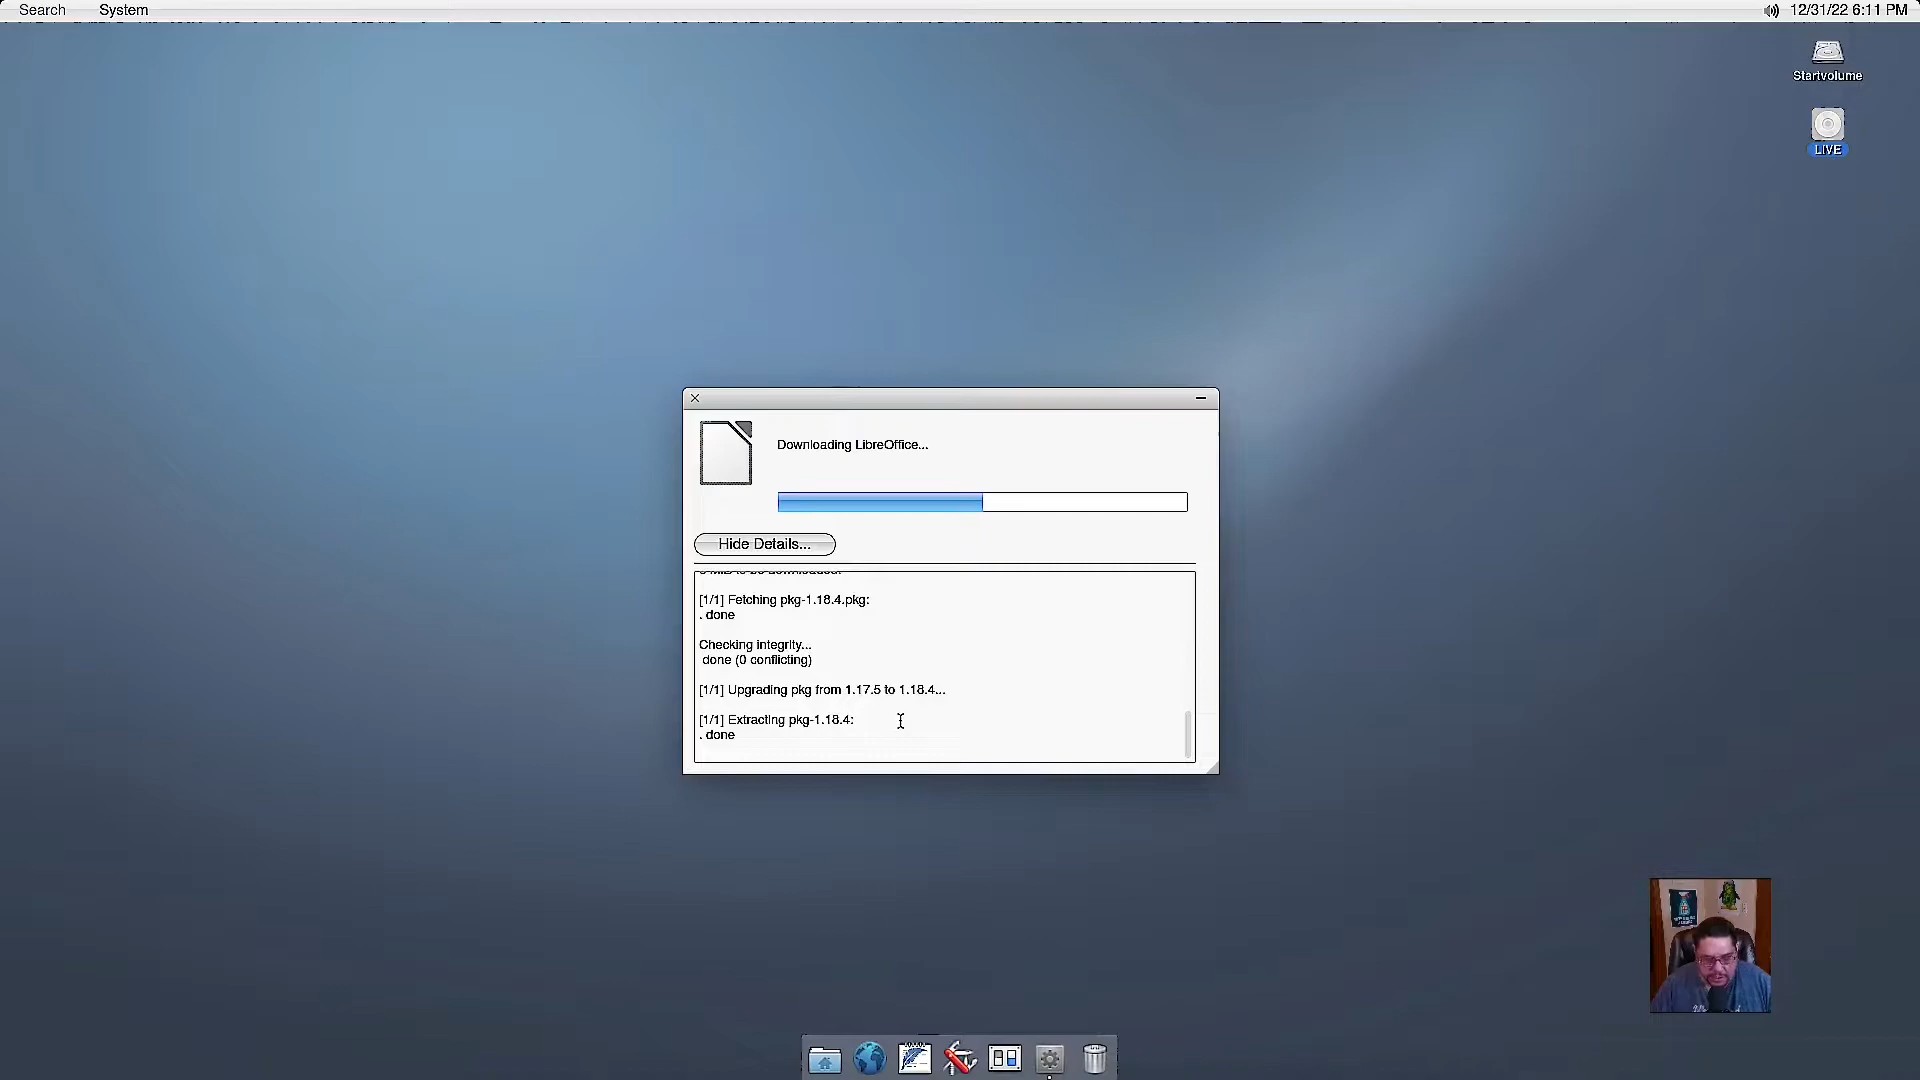 Search System 12/31/22 6:11 PM
Startvolume
LIVE
Downloading LibreOffice...
Hide Details...
[1/1] Fetching pkg-1.18.4.pkg:
. done
Checking integrity...
done (0 conflicting)
[1/1] Upgrading pkg from 1.17.5 to 1.18.4...
[1/1] Extracting pkg-1.18.4:
. done